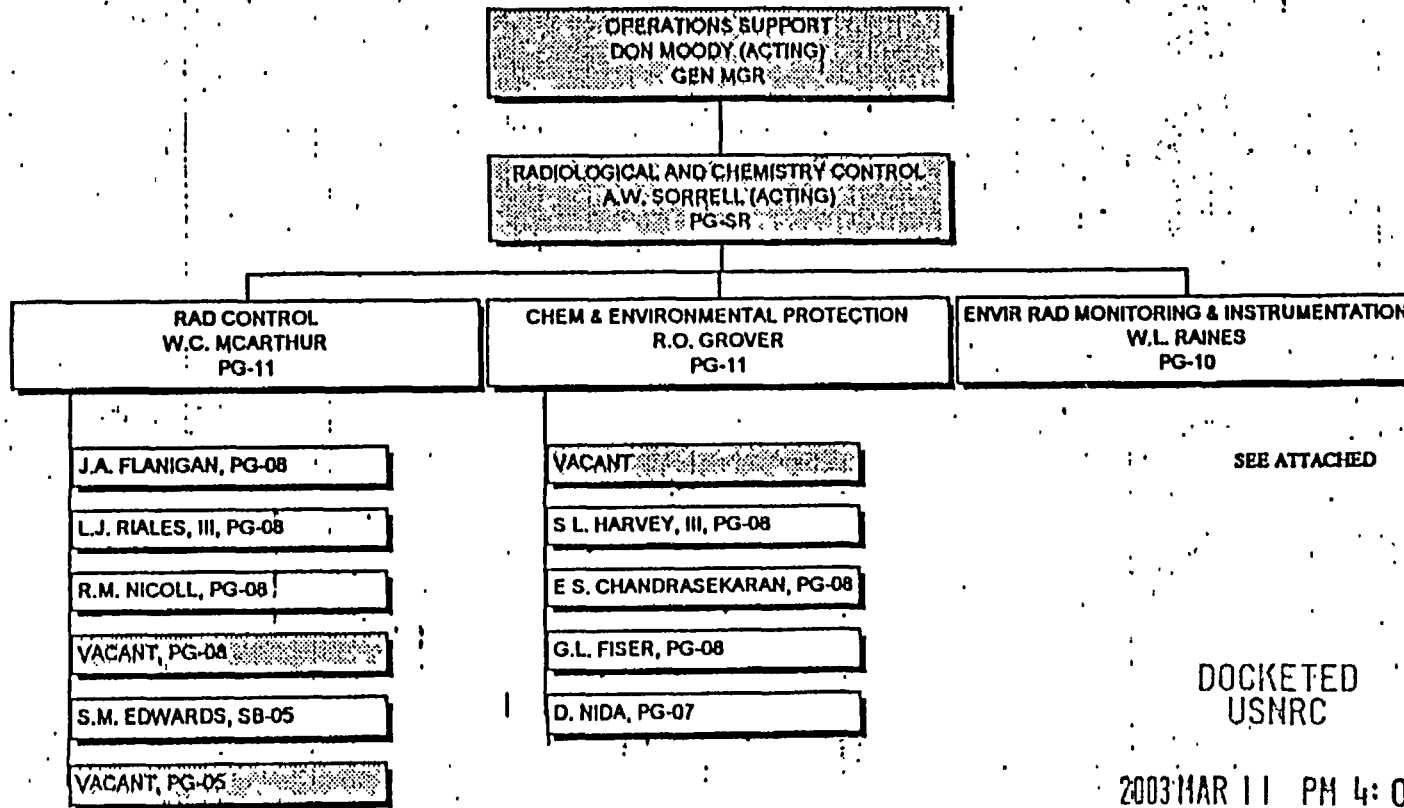 OPERATIONS SUPPORT
DON MOODY (ACTING)
GEN MGR
RADIOLOGICAL AND CHEMISTRY CONTROL
A.W. SORRELL (ACTING)
PG-SR
RAD CONTROL
W.C. MCARTHUR
PG-11
CHEM & ENVIRONMENTAL PROTECTION
R.O. GROVER
PG-11
ENVIR RAD MONITORING & INSTRUMENTATION
W.L. RAINES
PG-10
J.A. FLANIGAN, PG-08
L.J. RIALES, III, PG-08
R.M. NICOLL, PG-08
VACANT, PG-08
S.M. EDWARDS, SB-05
VACANT, PG-05
VACANT
S L. HARVEY, III, PG-08
E S. CHANDRASEKARAN, PG-08
G.L. FISER, PG-08
D. NIDA, PG-07
SEE ATTACHED
DOCKETED
USNRC
2003 MAR 11 PM 4: 0